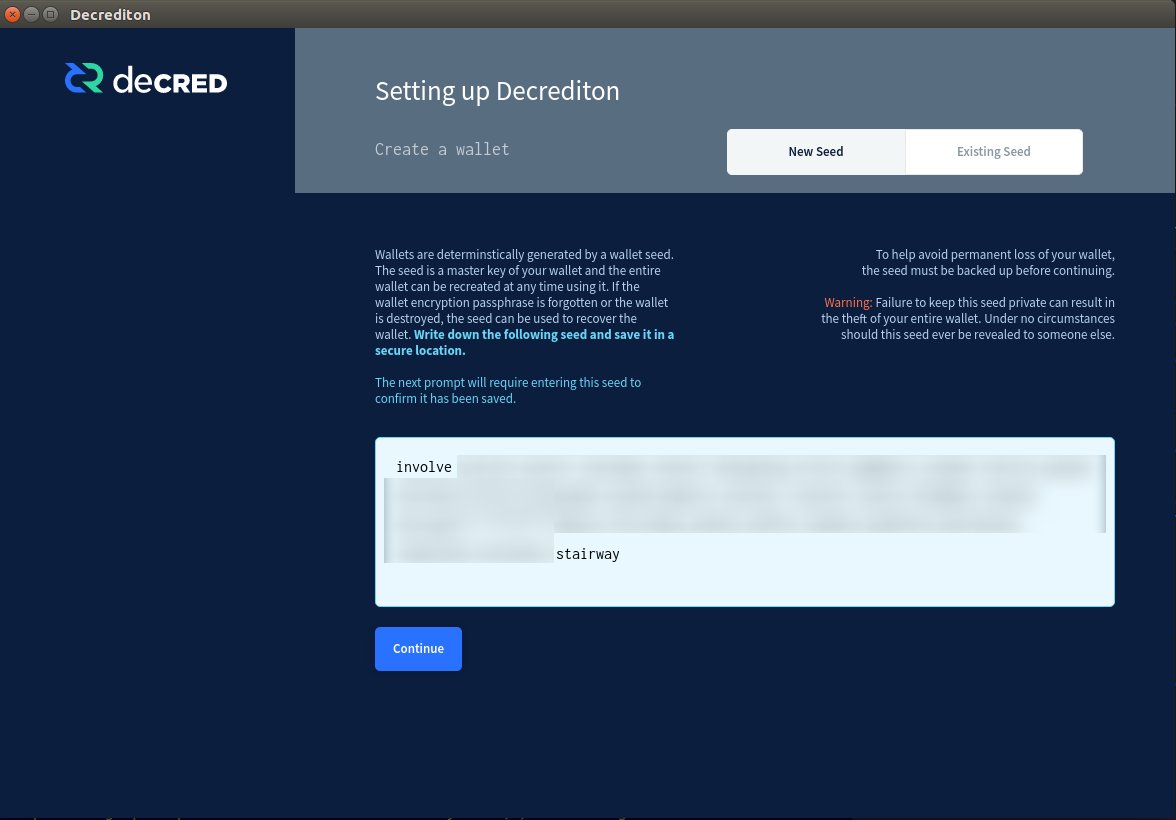 Decrediton
decRED
Setting up Decrediton
Create a wallet
New Seed
Existing Seed
Wallets are determinstically generated by a wallet seed.
The seed is a master key of your wallet and the entire
wallet can be recreated at any time using it. If the
wallet encryption passphrase is forgotten or the wallet
is destroyed, the seed can be used to recover the
wallet. Write down the following seed and save it in a
secure location.
The next prompt will require entering this seed to
confirm it has been saved.
To help avoid permanent loss of your wallet,
the seed must be backed up before continuing.
Warning: Failure to keep this seed private can result in
the theft of your entire wallet. Under no circumstances
should this seed ever be revealed to someone else.
involve
stairway
Continue